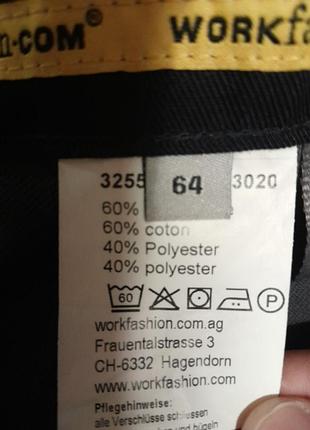 n.COM® WORKfa
3255 64 3020
60%
60% coton
40% Polyester
40% polyester
60 P
workfashion.com.ag
Frauentalstrasse 3
CH-6332 Hagendorn
www.workfashion.com
Pflegehinweise:
alle Verschlüsse schliessen